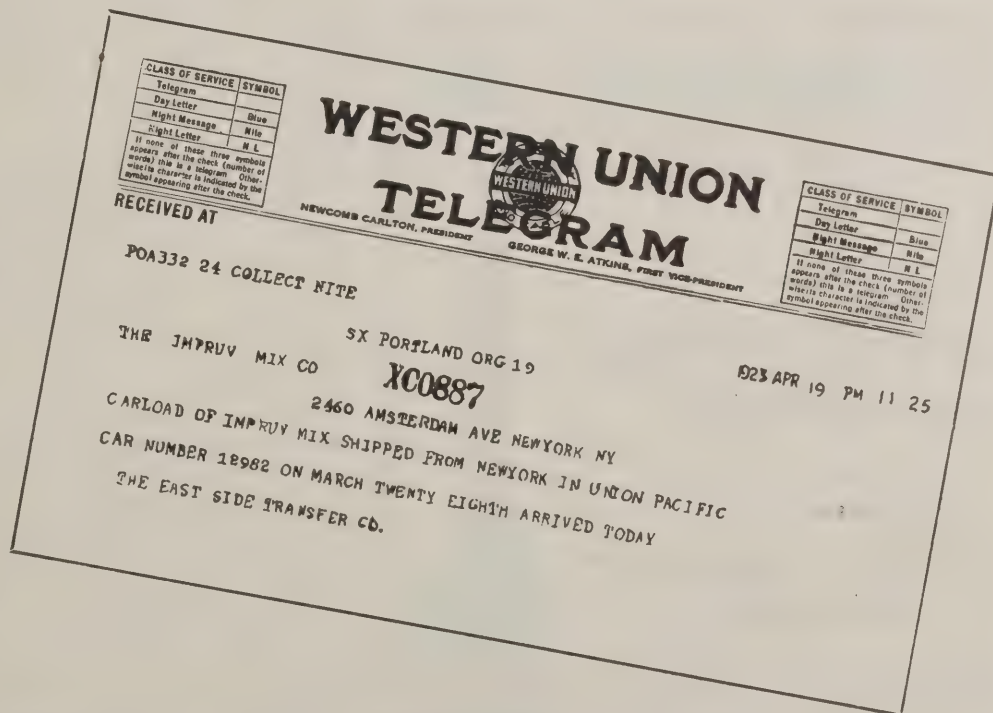 CLASS OF SERVICE SYMBOL
Telegram
Day Letter Blue
Night Message Nite
Night Letter N L
If none of these three symbols
appears after the check (number of
words) this is a telegram Other-
wise its character is indicated by the
symbol appearing after the check.
WESTERN UNION
WESTERN UNION
TELEGRAM
NEWCOMB CARLTON, PRESIDENT GEORGE W. E. ATKINS, FIRST VICE-PRESIDENT
CLASS OF SERVICE SYMBOL
Telegram
Day Letter Blue
Night Message Nite
Night Letter N L
If none of these three symbols
appears after the check (number of
words) this is a telegram Other-
wise its character is indicated by the
symbol appearing after the check.
RECEIVED AT
POA332 24 COLLECT NITE
SX PORTLAND ORG 19
1923 APR 19 PM 11 25
THE IMPRUV MIX CO XC0887
2460 AMSTERDAM AVE NEWYORK NY
CARLOAD OF IMPRUV MIX SHIPPED FROM NEWYORK IN UNION PACIFIC
CAR NUMBER 18982 ON MARCH TWENTY EIGHTH ARRIVED TODAY
THE EAST SIDE TRANSFER CO.